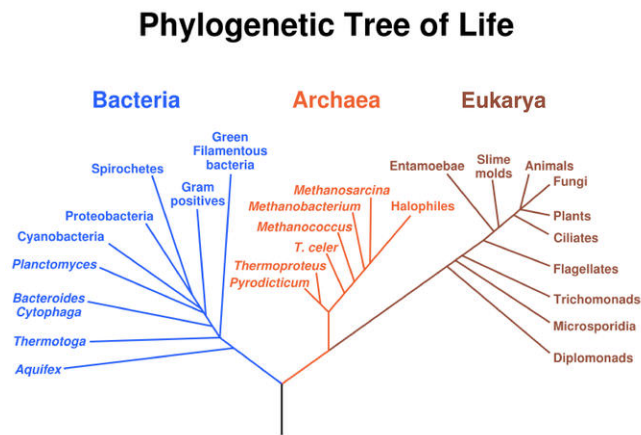 Phylogenetic Tree of Life
Bacteria
Archaea
Eukarya
Green
Filamentous
bacteria
Spirochetes
Gram
positives
Proteobacteria
Cyanobacteria
Planctomyces
Bacteroides
Cytophaga
Thermotoga
Aquifex
Methanosarcina
Methanobacterium
Halophiles
Methanococcus
T. celer
Thermoproteus
Pyrodicticum
Entamoebae
Slime
molds
Animals
Fungi
Plants
Ciliates
Flagellates
Trichomonads
Microsporidia
Diplomonads